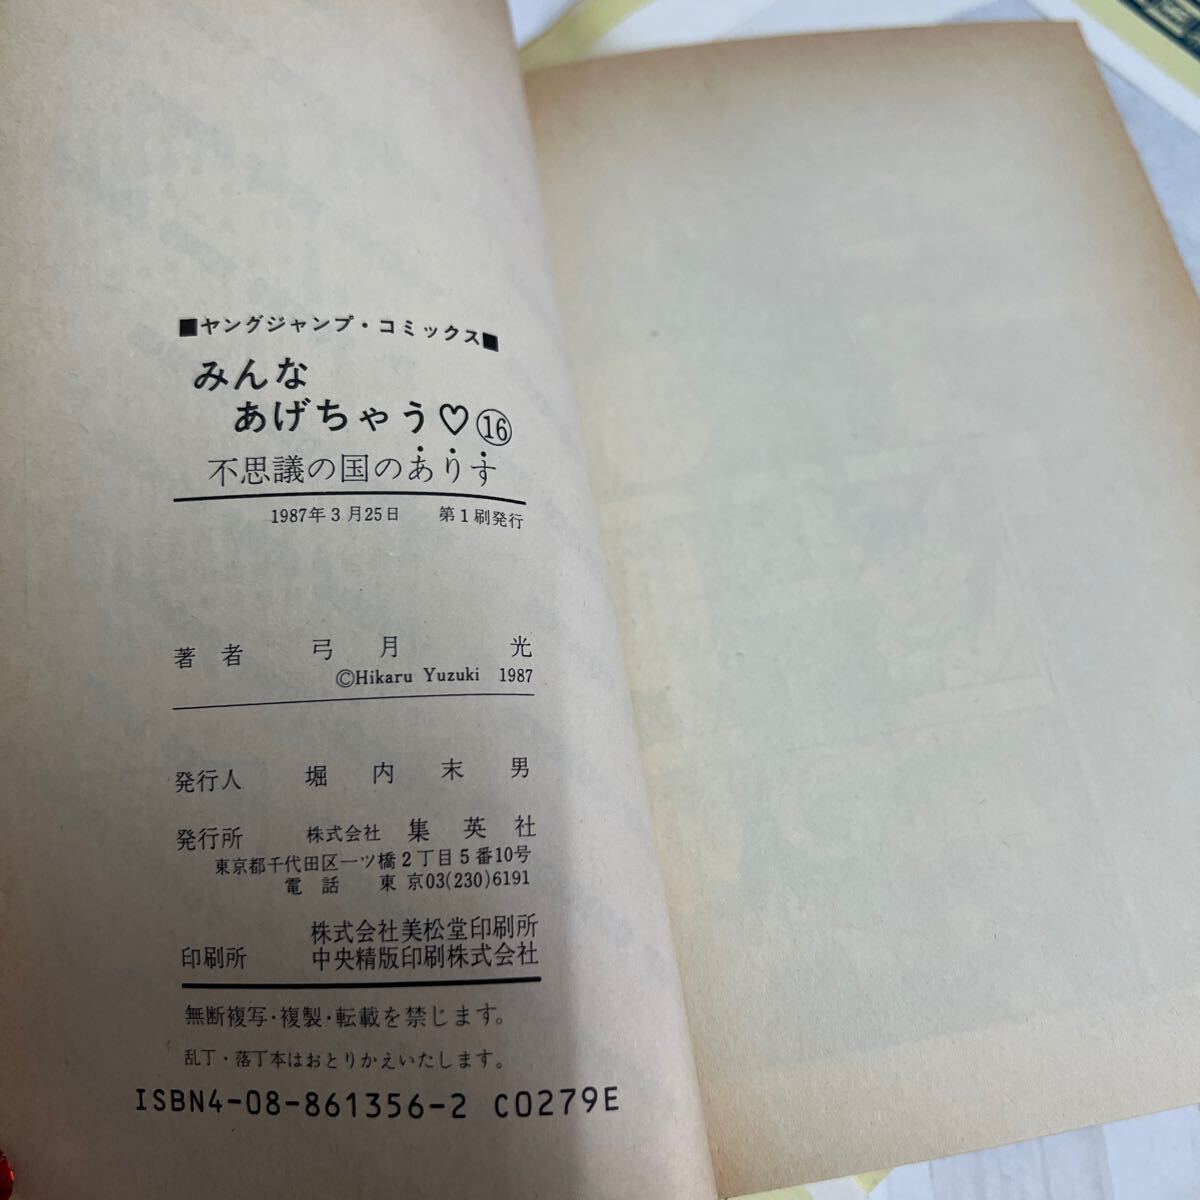 ■ヤングジャンプ・コミックス■
みんな
あげちゃう♡⑯
不思議の国のありす
1987年3月25日 第1刷発行
著者 弓月 光
©Hikaru Yuzuki 1987
発行人 堀内末男
発行所 株式会社 集英社
東京都千代田区一ツ橋2丁目5番10号
電話 東京03(230)6191
株式会社美松堂印刷所
印刷所 中央精版印刷株式会社
無断複写・複製・転載を禁じます。
乱丁・落丁本はおとりかえいたします。
ISBN4-08-861356-2 C0279E